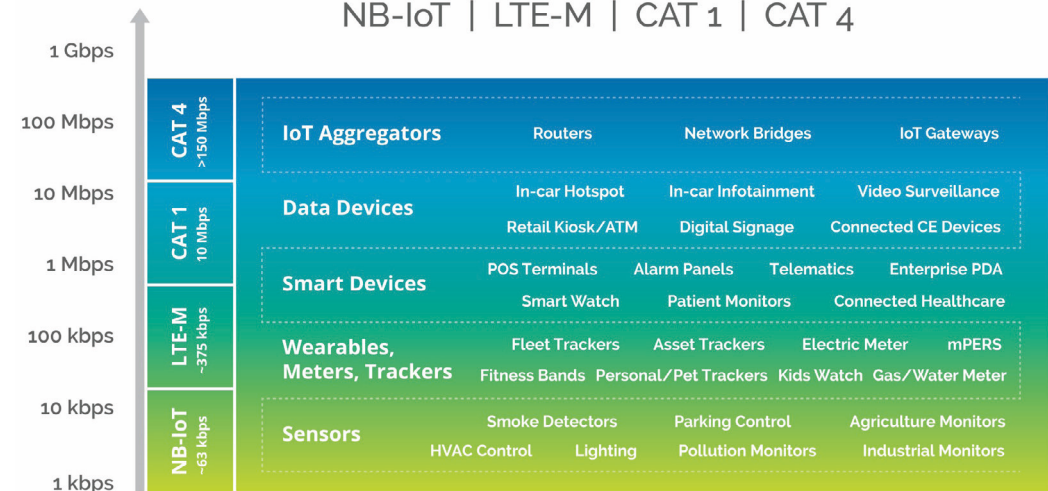 NB-IoT | LTE-M | CAT 1 | CAT 4
1 Gbps
100 Mbps
10 Mbps
1 Mbps
100 kbps
10 kbps
1 kbps
CAT 4
>150 Mbps
CAT 1
10 Mbps
LTE-M
~375 kbps
NB-IoT
~63 kbps
IoT Aggregators
Routers Network Bridges IoT Gateways
Data Devices
In-car Hotspot In-car Infotainment Video Surveillance
Retail Kiosk/ATM Digital Signage Connected CE Devices
Smart Devices
POS Terminals Alarm Panels Telematics Enterprise PDA
Smart Watch Patient Monitors Connected Healthcare
Wearables,
Meters, Trackers
Fleet Trackers Asset Trackers Electric Meter mPERS
Fitness Bands Personal/Pet Trackers Kids Watch Gas/Water Meter
Sensors
Smoke Detectors Parking Control Agriculture Monitors
HVAC Control Lighting Pollution Monitors Industrial Monitors